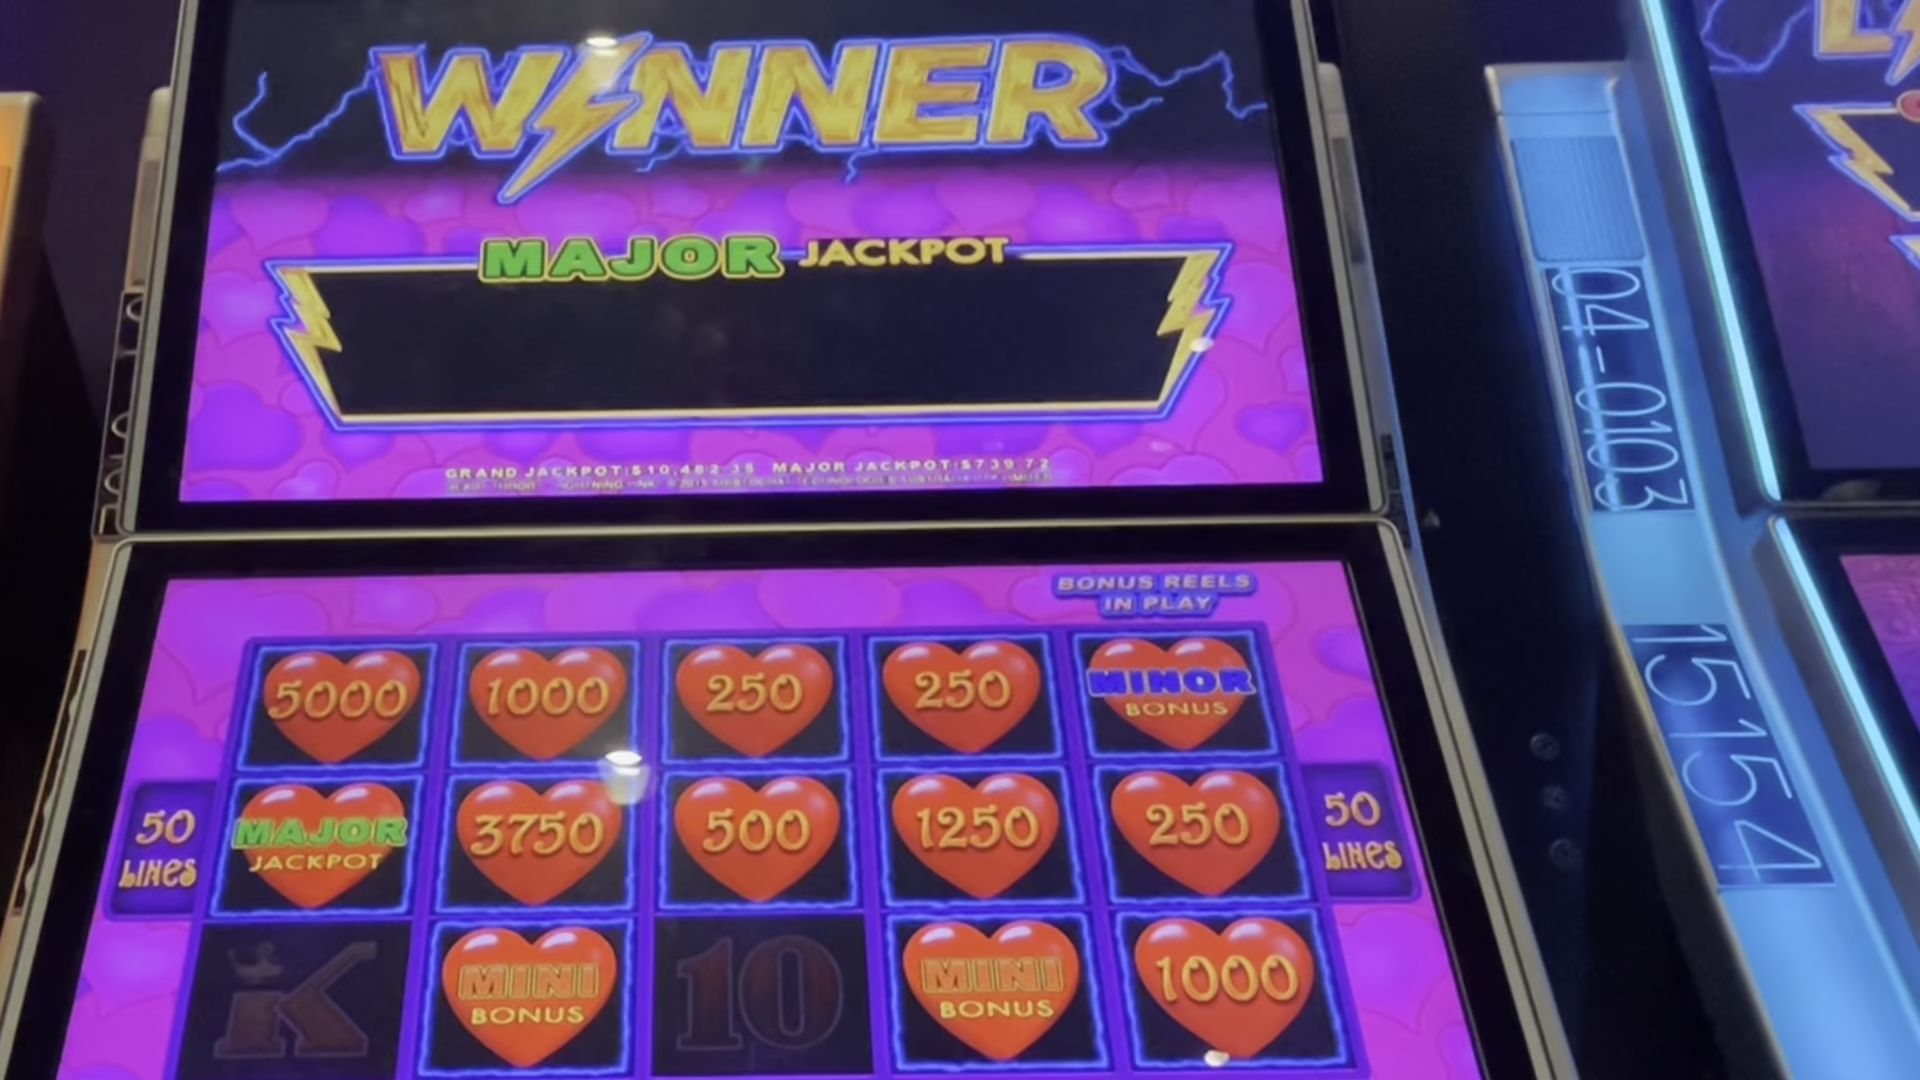 WINNER
MAJOR JACKPOT
GRAND JACKPOT:$10,482.35 MAJOR JACKPOT:$739.72
BONUS REELS
IN PLAY
5000 1000 250 250 MINOR
BONUS
50
LINES
MAJOR
JACKPOT
3750 500 1250 250
50
LINES
K MINI
BONUS
10 MINI
BONUS
1000
04-0103
15154